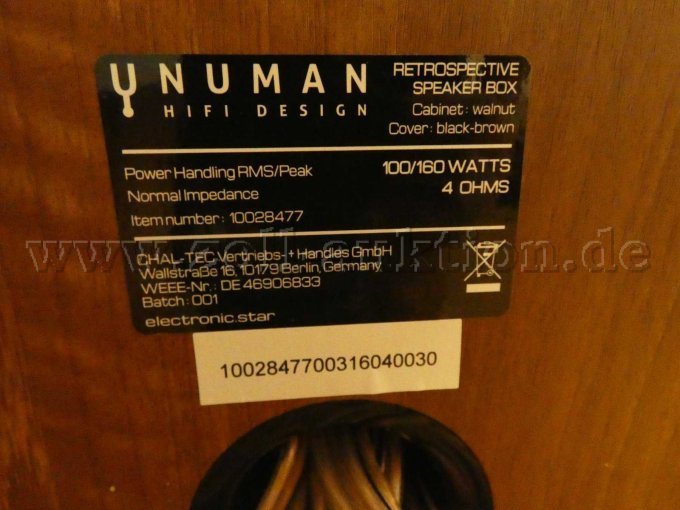 NUMAN
HIFI DESIGN
RETROSPECTIVE
SPEAKER BOX
Cabinet: walnut
Cover: black-brown
Power Handling RMS/Peak 100/160 WATTS
Normal Impedance 4 OHMS
Item number: 10028477
CHAL-TEC Vertriebs- + Handles GmbH
Wallstraße 16, 10179 Berlin, Germany
WEEE-Nr.: DE 46906833
Batch: 001
electronic.star
www.zoll-auktion.de
1002847700316040030